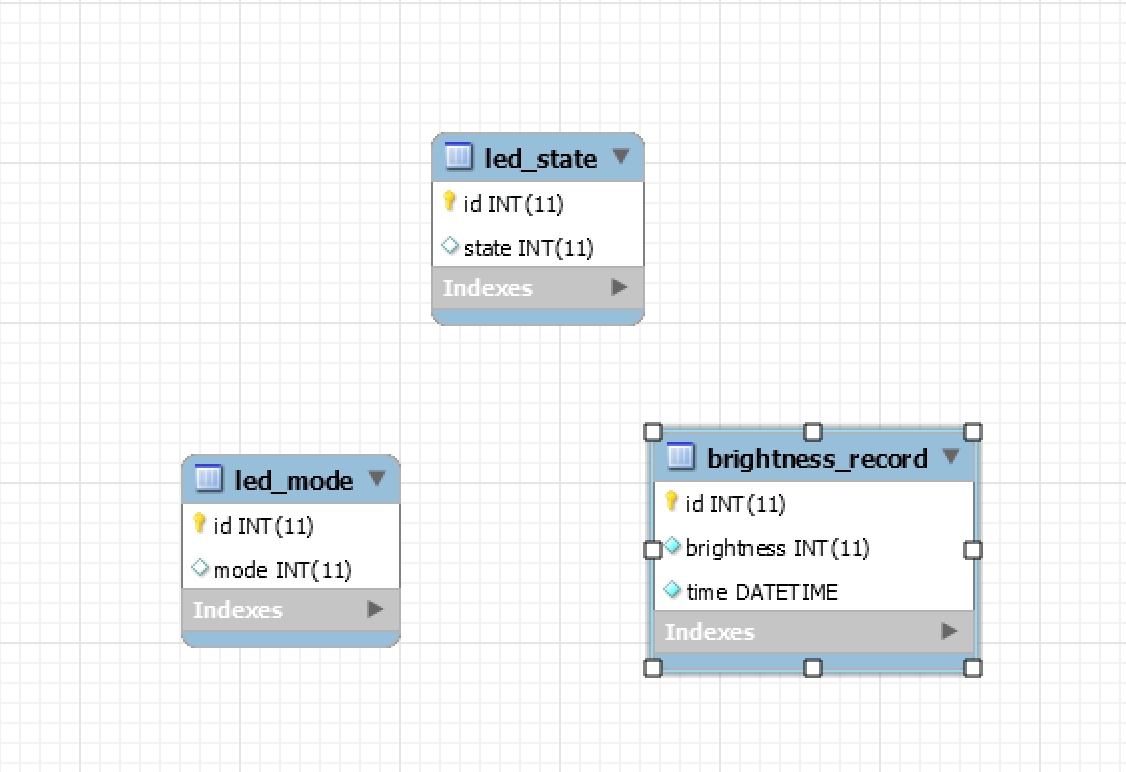 led_state
id INT(11)
state INT(11)
Indexes
led_mode
id INT(11)
mode INT(11)
Indexes
brightness_record
id INT(11)
brightness INT(11)
time DATETIME
Indexes